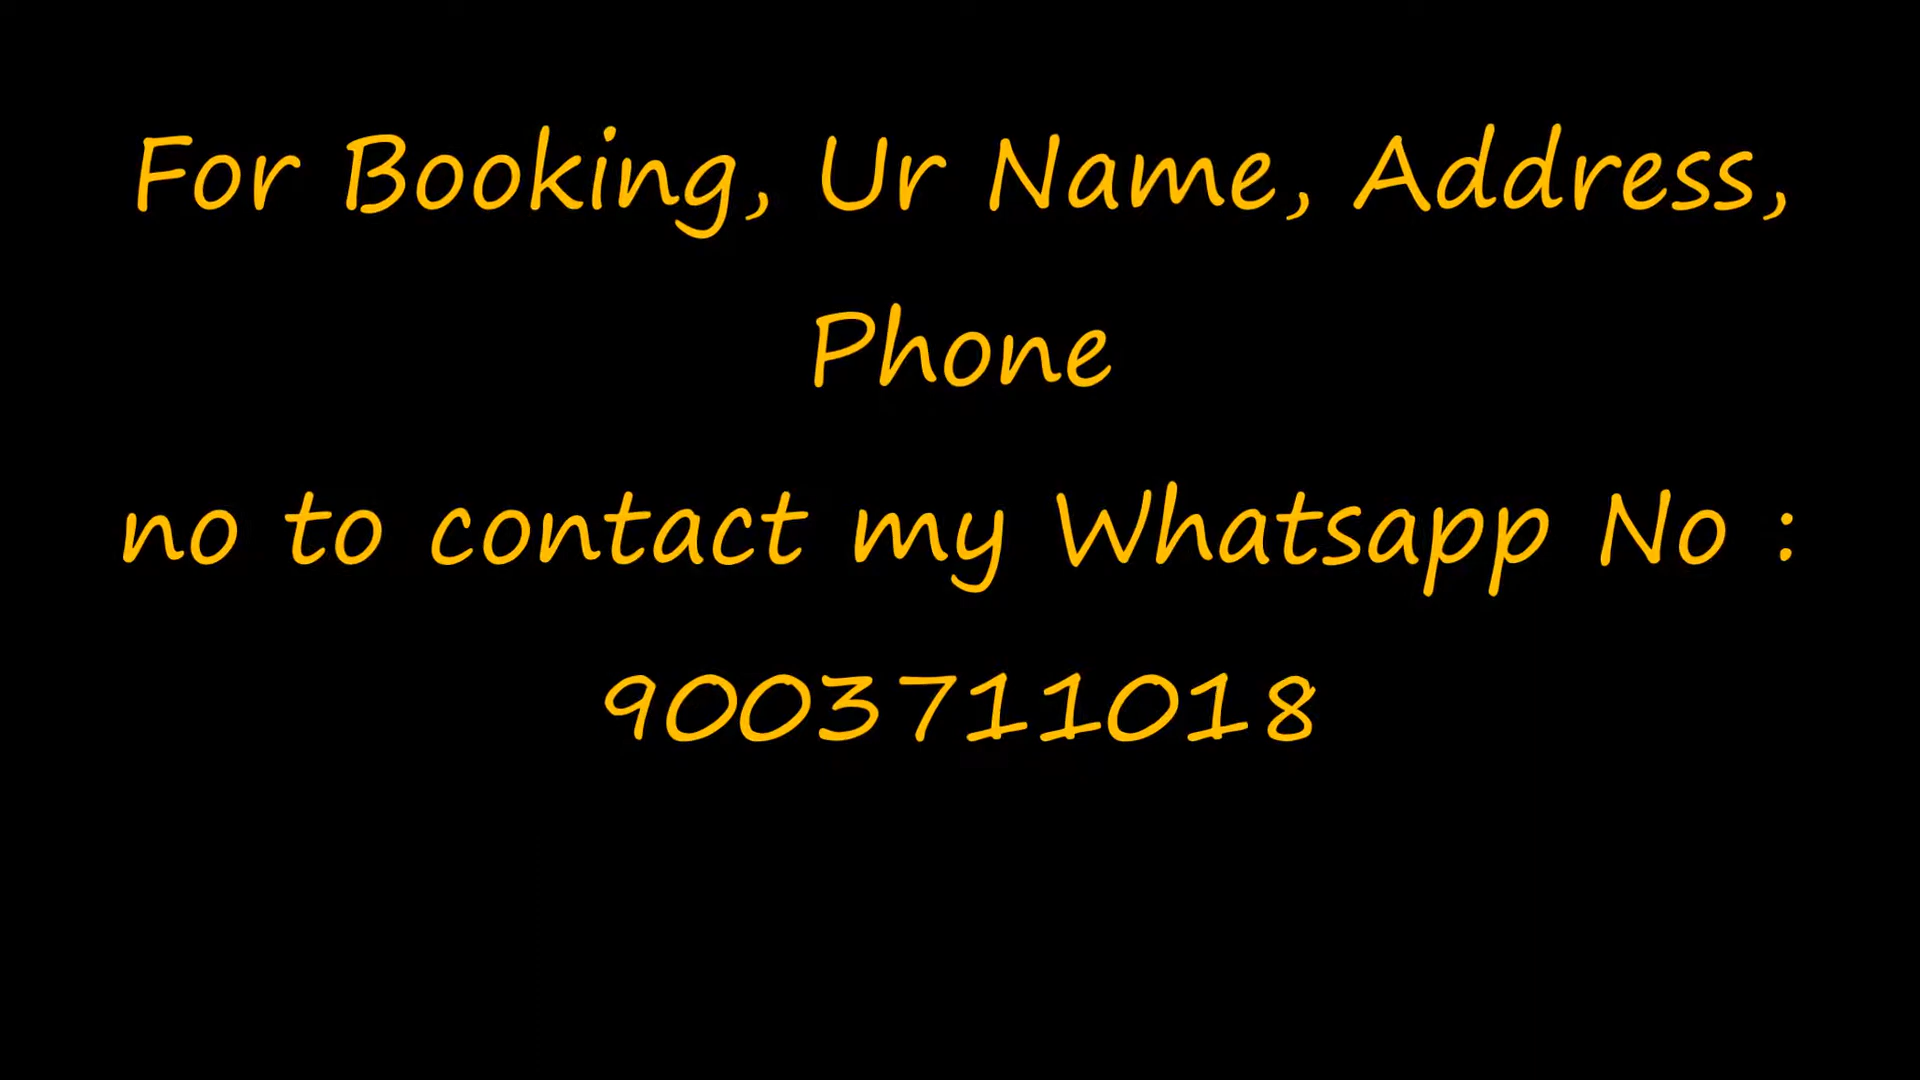 For Booking, Ur Name, Address,
Phone
no to contact my Whatsapp No :
9003711018